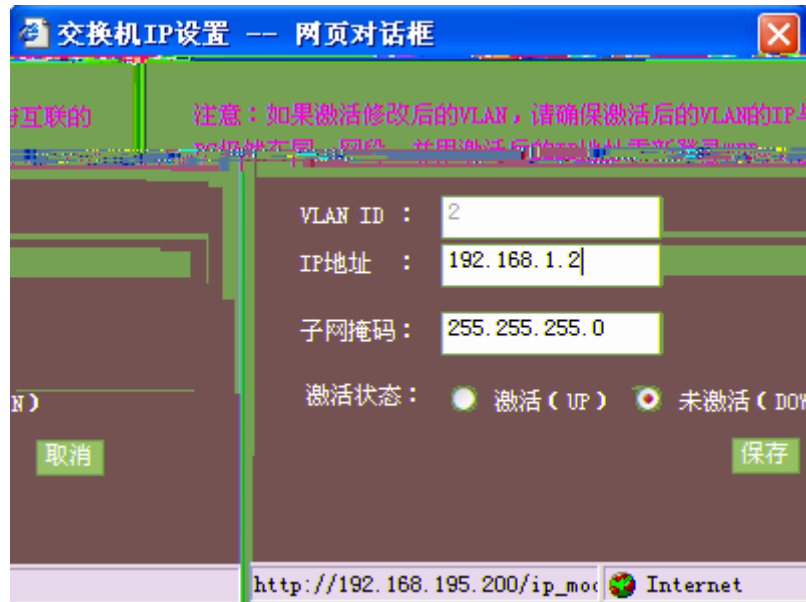 交换机IP设置 -- 网页对话框
互联的
注意：如果激活修改后的VLAN，请确保激活后的VLAN的IP与
VLAN ID ： 2
IP地址 ： 192.168.1.2
子网掩码： 255.255.255.0
激活状态： 激活（UP） 未激活（DOW
N）
取消
保存
http://192.168.195.200/ip_mo
Internet